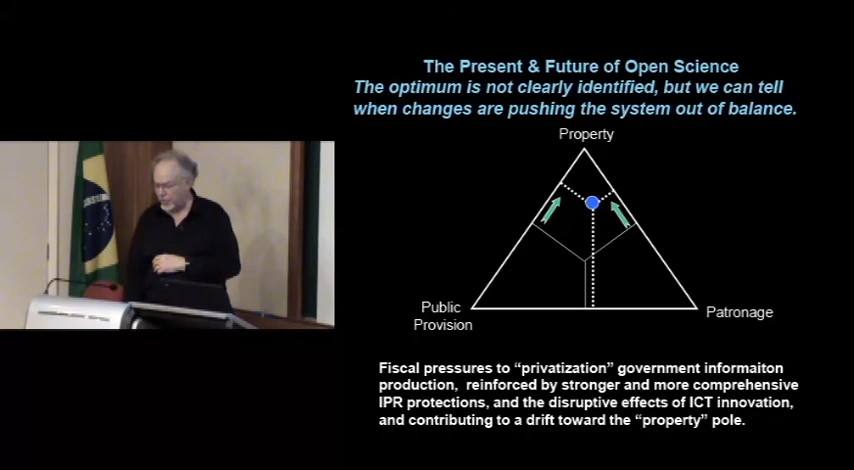 The Present & Future of Open Science
The optimum is not clearly identified, but we can tell
when changes are pushing the system out of balance.
Property
Public
Provision
Patronage
Fiscal pressures to “privatization” government informaiton
production, reinforced by stronger and more comprehensive
IPR protections, and the disruptive effects of ICT innovation,
and contributing to a drift toward the “property” pole.